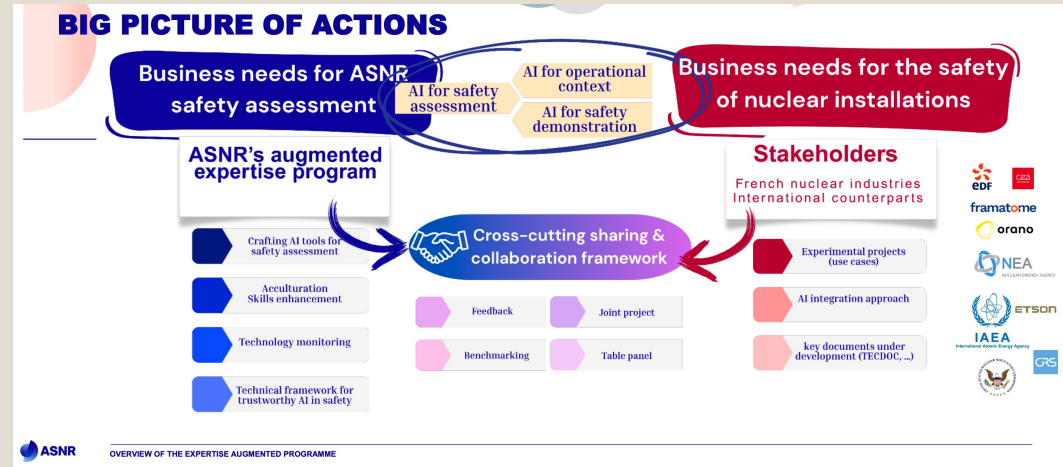 BIG PICTURE OF ACTIONS
Business needs for ASNR
safety assessment
AI for safety
assessment
AI for operational
context
AI for safety
demonstration
Business needs for the safety
of nuclear installations
ASNR's augmented
expertise program
Stakeholders
French nuclear industries
International counterparts
Cross-cutting sharing &
collaboration framework
Crafting AI tools for
safety assessment
Acculturation
Skills enhancement
Technology monitoring
Technical framework for
trustworthy AI in safety
Feedback
Joint project
Benchmarking
Table panel
Experimental projects
(use cases)
AI integration approach
key documents under
development (TECDOC, ...)
eDF
cea
framatome
orano
NEA
NUCLEAR ENERGY AGENCY
ETSON
IAEA
International Atomic Energy Agency
GRS
ASNR
OVERVIEW OF THE EXPERTISE AUGMENTED PROGRAMME